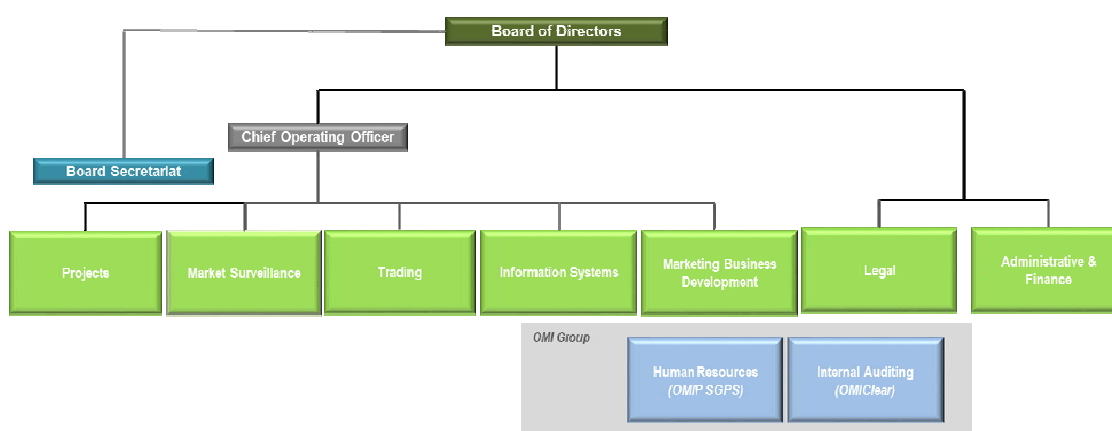 Board of Directors
Chief Operating Officer
Board Secretariat
Projects
Market Surveillance
Trading
Information Systems
Marketing Business
Development
Legal
Administrative &
Finance
OMI Group
Human Resources
(OMIP SGPS)
Internal Auditing
(OMIClear)